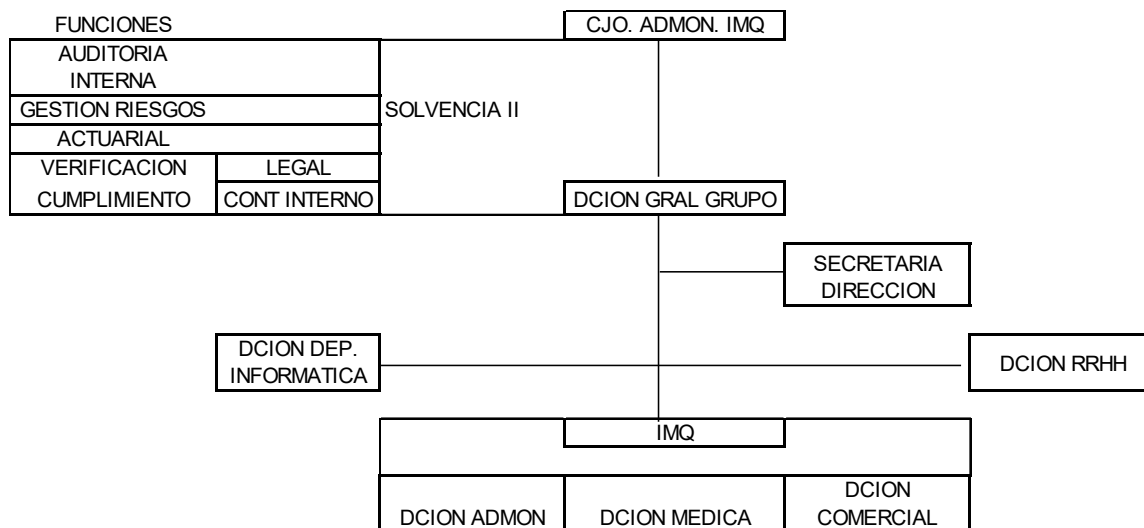 FUNCIONES
CJO. ADMON. IMQ
AUDITORIA
INTERNA
GESTION RIESGOS
SOLVENCIA II
ACTUARIAL
VERIFICACION
LEGAL
CUMPLIMIENTO
CONT INTERNO
DCION GRAL GRUPO
SECRETARIA
DIRECCION
DCION DEP.
INFORMATICA
DCION RRHH
IMQ
DCION ADMON
DCION MEDICA
DCION
COMERCIAL